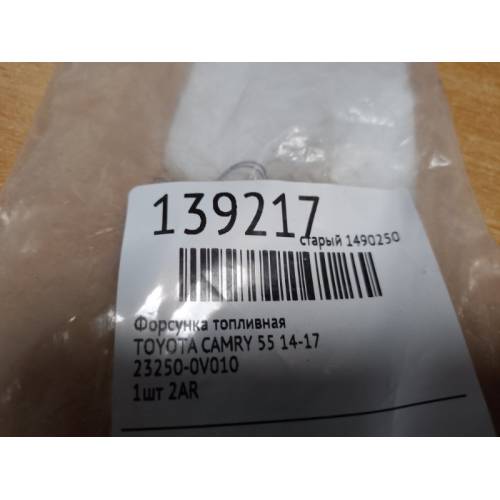 139217
старый 1490250
Форсунка топливная
TOYOTA CAMRY 55 14-17
23250-0V010
1шт 2AR